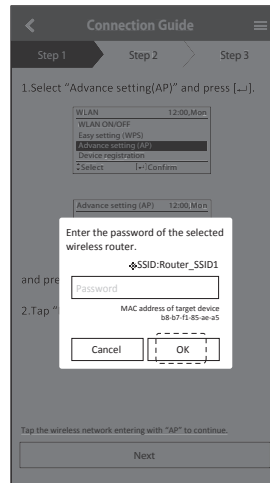 Connection Guide
Step 1
Step 2
Step 3
1.Select "Advance setting(AP)" and press [↵].
WLAN 12:00,Mon
WLAN ON/OFF
Easy setting (WPS)
Advance setting (AP)
Device registration
Select [↵]Confirm
Advance setting (AP) 12:00,Mon
Enter the password of the selected
wireless router.
SSID:Router_SSID1
and pre
Password
2.Tap "
MAC address of target device
b8-b7-f1-85-ae-a5
Cancel
OK
Tap the wireless network entering with "AP" to continue.
Next